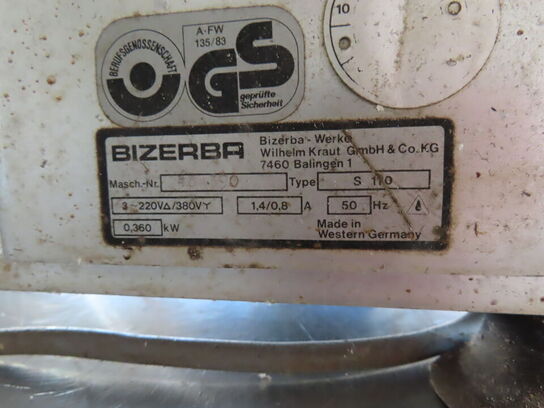 10
BERUFSGENOSSENSCHAFT
A-FW
135/83
GS
geprüfte
Sicherheit
BIZERBA
Bizerba-Werke
Wilhelm Kraut GmbH & Co. KG
7460 Balingen 1
Masch.-Nr. Type S 110
3~220V∆/380VY 1,4/0,8 A 50 Hz
0,360 kW
Made in
Western Germany